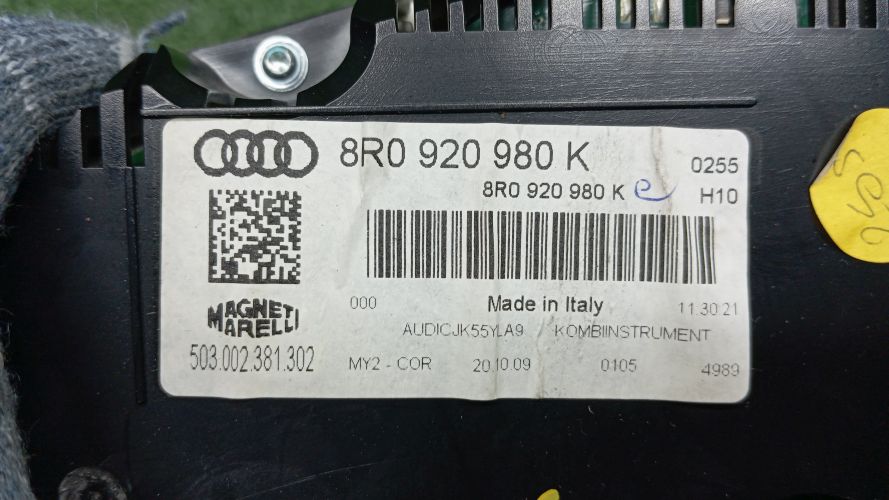 8R0 920 980 K
0255
8R0 920 980 K e
H10
000
Made in Italy
11.30.21
MAGNETI
MARELLI
AUDICJK55YLA9 / KOMBIINSTRUMENT
503.002.381.302
MY2 - COR
20.10.09
0105
4989